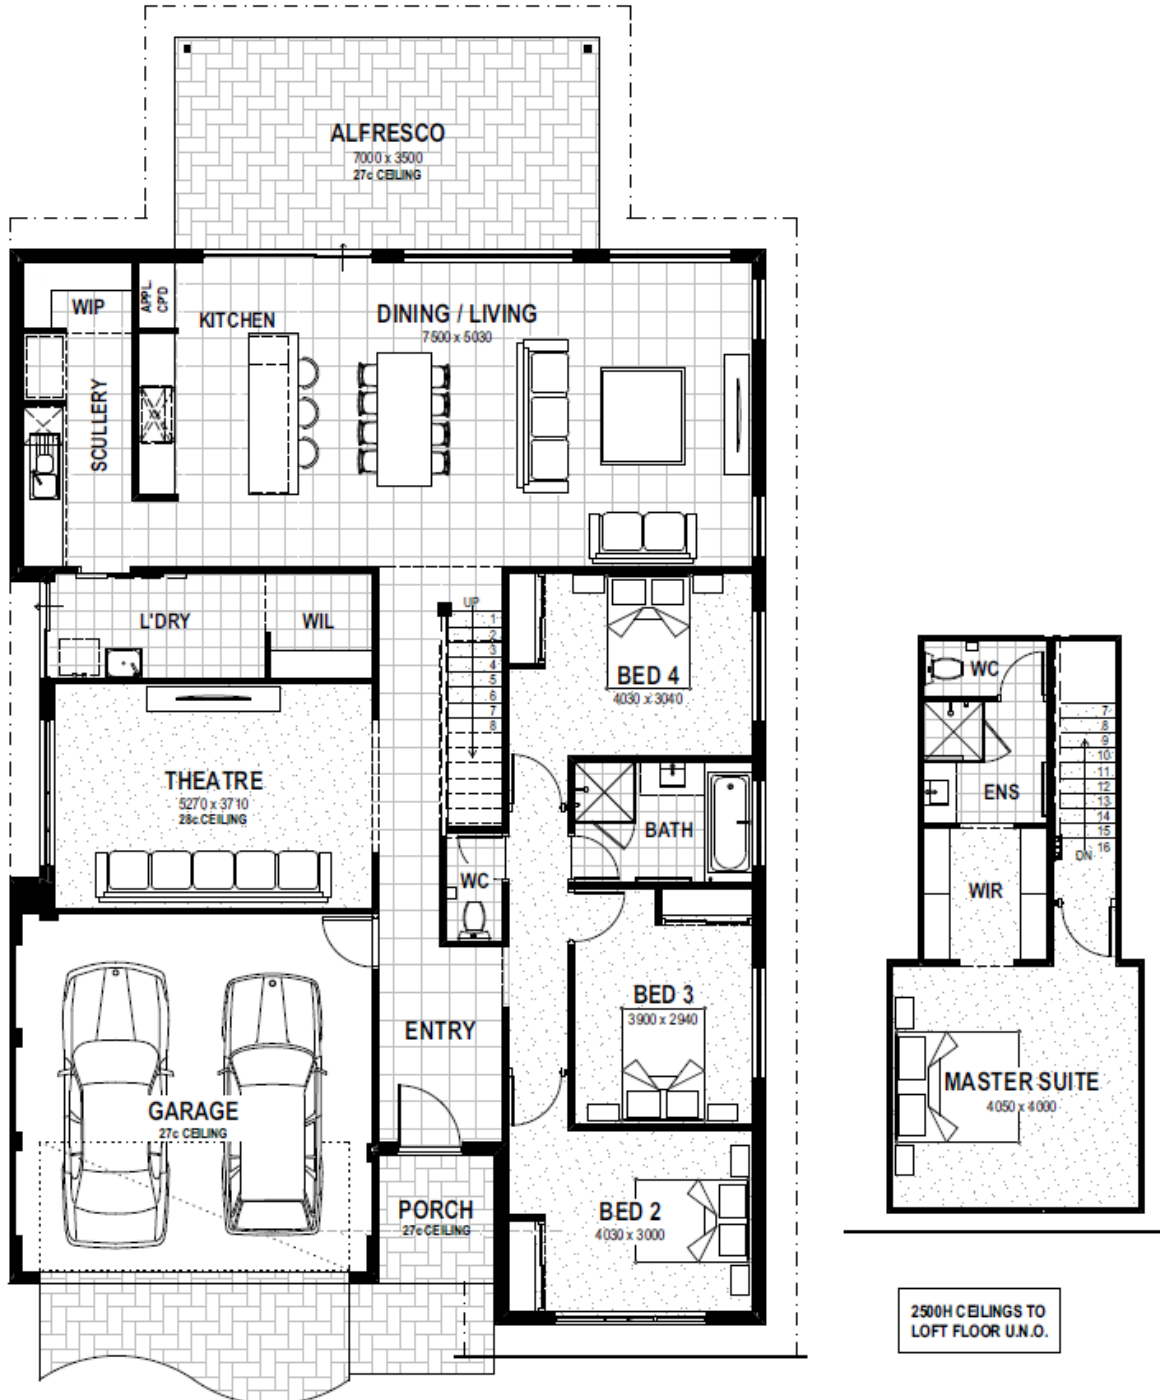 ALFRESCO
7000 x 3500
27c CEILING
WIP
APPL.
CP'D
KITCHEN
DINING / LIVING
7500 x 5030
SCULLERY
L'DRY
WIL
UP
1
2
3
4
5
6
7
8
BED 4
4030 x 3040
THEATRE
5270 x 3710
28c CEILING
BATH
WC
BED 3
3900 x 2940
ENTRY
GARAGE
27c CEILING
PORCH
27c CEILING
BED 2
4030 x 3000
WC
7
8
9
10
11
12
13
14
15
16
DN
ENS
WIR
MASTER SUITE
4050 x 4000
2500H CEILINGS TO
LOFT FLOOR U.N.O.